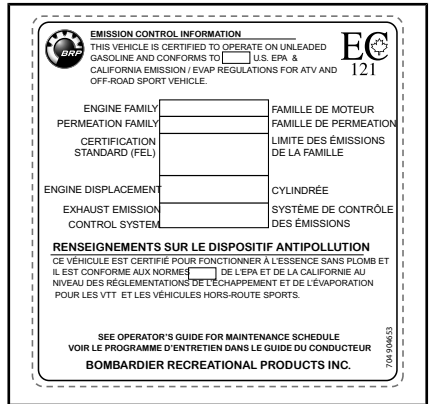 EMISSION CONTROL INFORMATION
THIS VEHICLE IS CERTIFIED TO OPERATE ON UNLEADED
GASOLINE AND CONFORMS TO U.S. EPA &
CALIFORNIA EMISSION / EVAP REGULATIONS FOR ATV AND
OFF-ROAD SPORT VEHICLE.
BRP
EC
121
ENGINE FAMILY FAMILLE DE MOTEUR
PERMEATION FAMILY FAMILLE DE PERMEATION
CERTIFICATION LIMITE DES ÉMISSIONS
STANDARD (FEL) DE LA FAMILLE
ENGINE DISPLACEMENT CYLINDRÉE
EXHAUST EMISSION SYSTÈME DE CONTRÔLE
CONTROL SYSTEM DES ÉMISSIONS
RENSEIGNEMENTS SUR LE DISPOSITIF ANTIPOLLUTION
CE VÉHICULE EST CERTIFIÉ POUR FONCTIONNER À L'ESSENCE SANS PLOMB ET
IL EST CONFORME AUX NORMES DE L'EPA ET DE LA CALIFORNIE AU
NIVEAU DES RÉGLEMENTATIONS DE L'ÉCHAPPEMENT ET DE L'ÉVAPORATION
POUR LES VTT ET LES VÉHICULES HORS-ROUTE SPORTS.
SEE OPERATOR'S GUIDE FOR MAINTENANCE SCHEDULE
VOIR LE PROGRAMME D'ENTRETIEN DANS LE GUIDE DU CONDUCTEUR
BOMBARDIER RECREATIONAL PRODUCTS INC.
704 904653